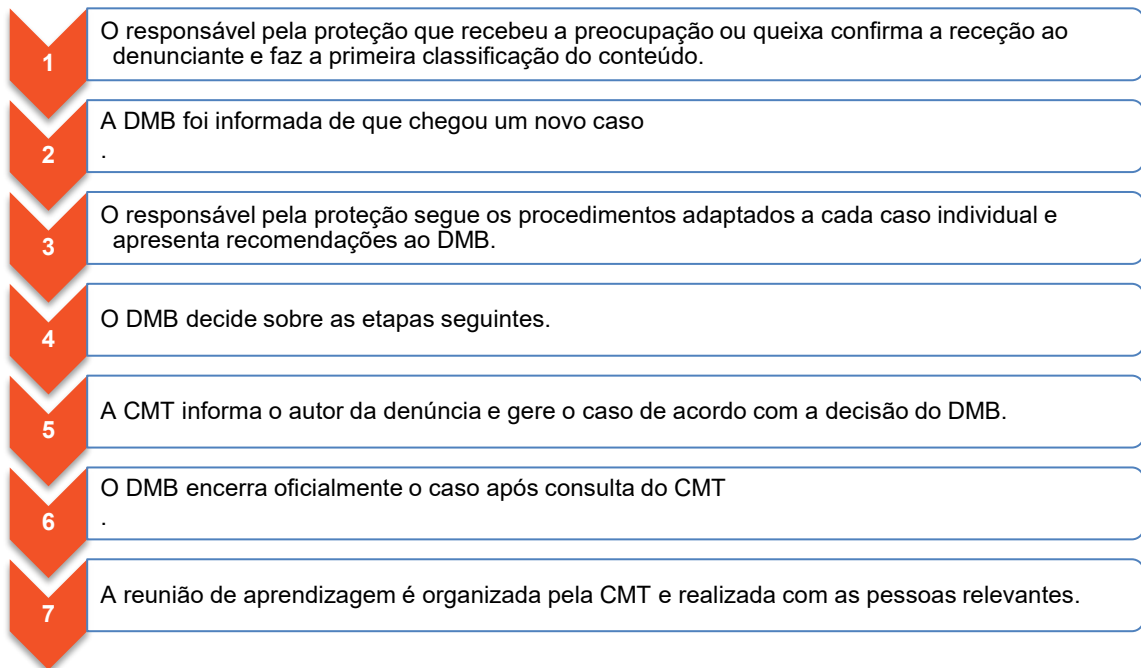 1
O responsável pela proteção que recebeu a preocupação ou queixa confirma a receção ao
denunciante e faz a primeira classificação do conteúdo.
2
A DMB foi informada de que chegou um novo caso
.
3
O responsável pela proteção segue os procedimentos adaptados a cada caso individual e
apresenta recomendações ao DMB.
4
O DMB decide sobre as etapas seguintes.
5
A CMT informa o autor da denúncia e gere o caso de acordo com a decisão do DMB.
6
O DMB encerra oficialmente o caso após consulta do CMT
.
7
A reunião de aprendizagem é organizada pela CMT e realizada com as pessoas relevantes.